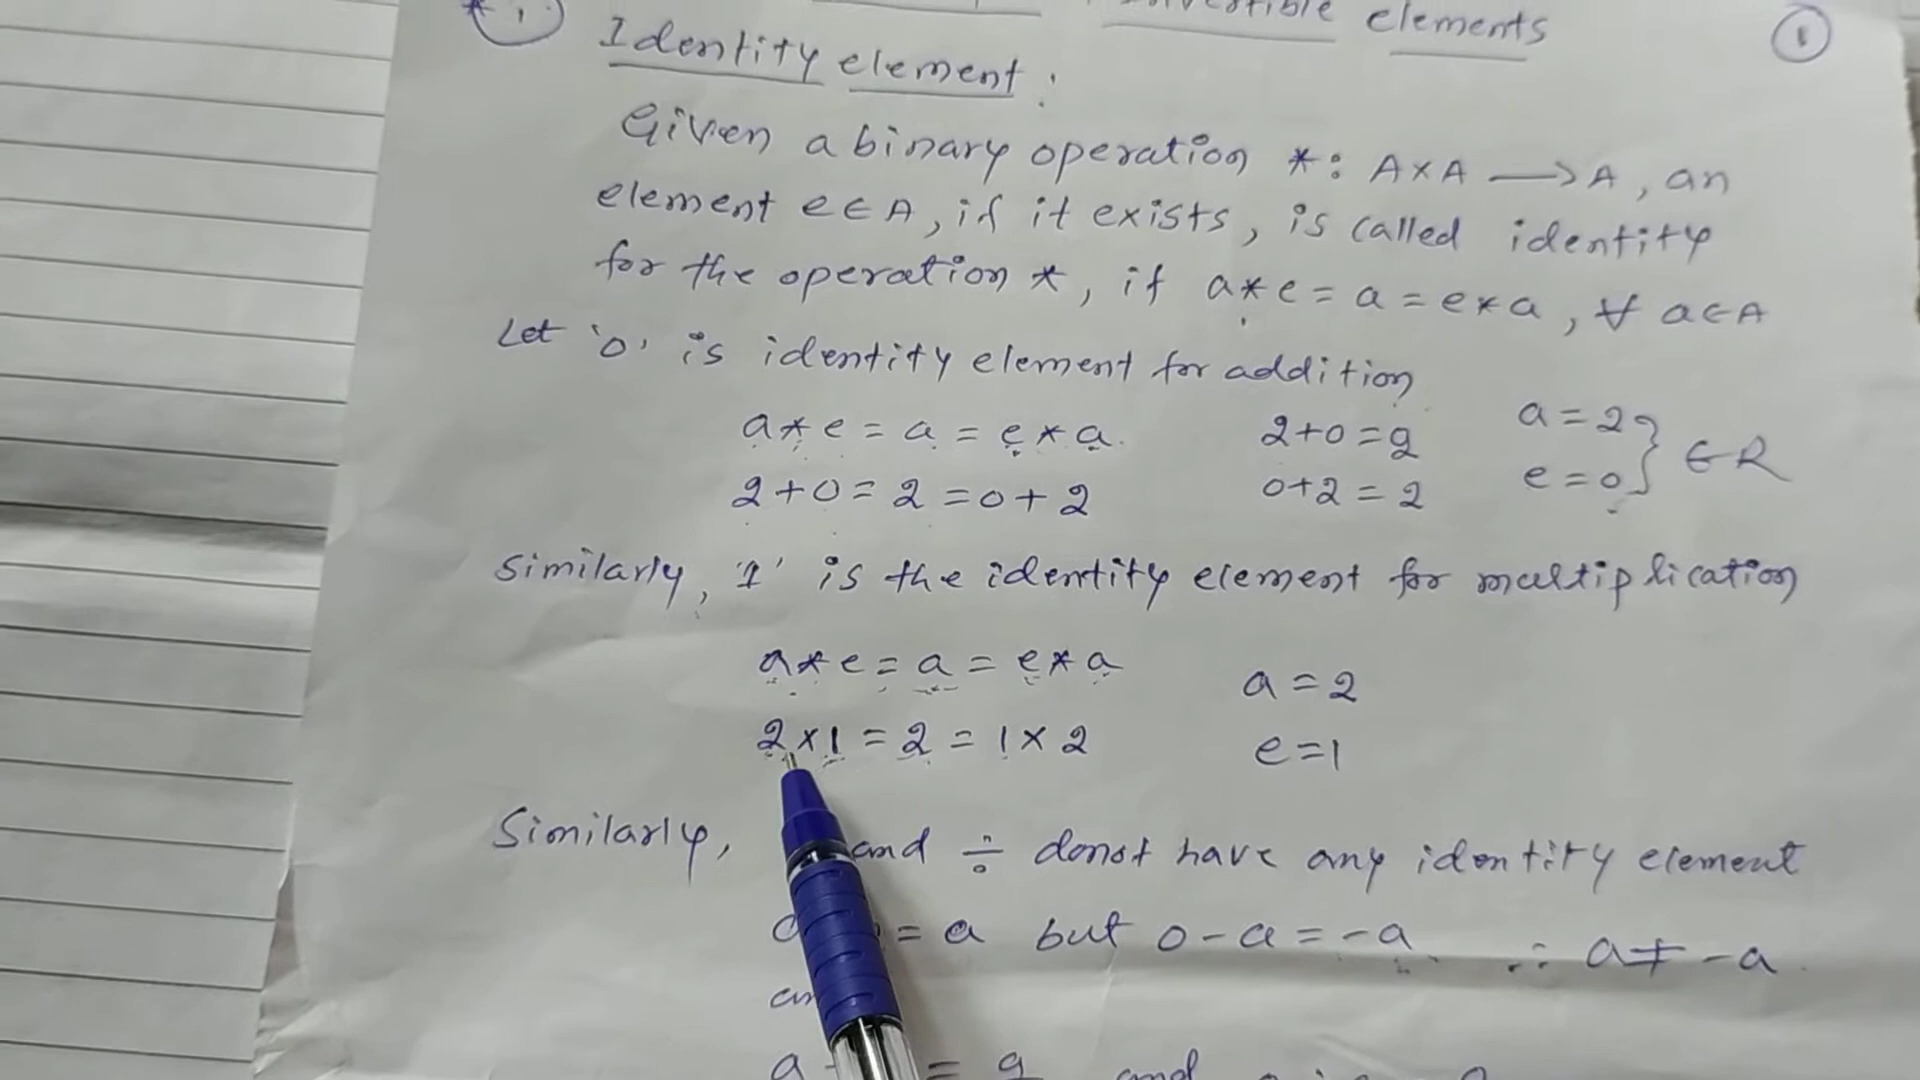 elements
①
* 1
Identity element :
Given a binary operation * : A×A ⟶ A, an
element e∈A, if it exists, is called identity
for the operation *, if a*e = a = e*a, ∀ a∈A
Let '0' is identity element for addition
a*e = a = e*a 2+0=2 a=2 } ∈R
2+0 = 2 = 0+2 0+2=2 e=0
Similarly, '1' is the identity element for multiplication
a*e = a = e*a a=2
2×1 = 2 = 1×2 e=1
Similarly, and ÷ donot have any identity element
= a but 0-a = -a ∴ a≠-a
a = a and